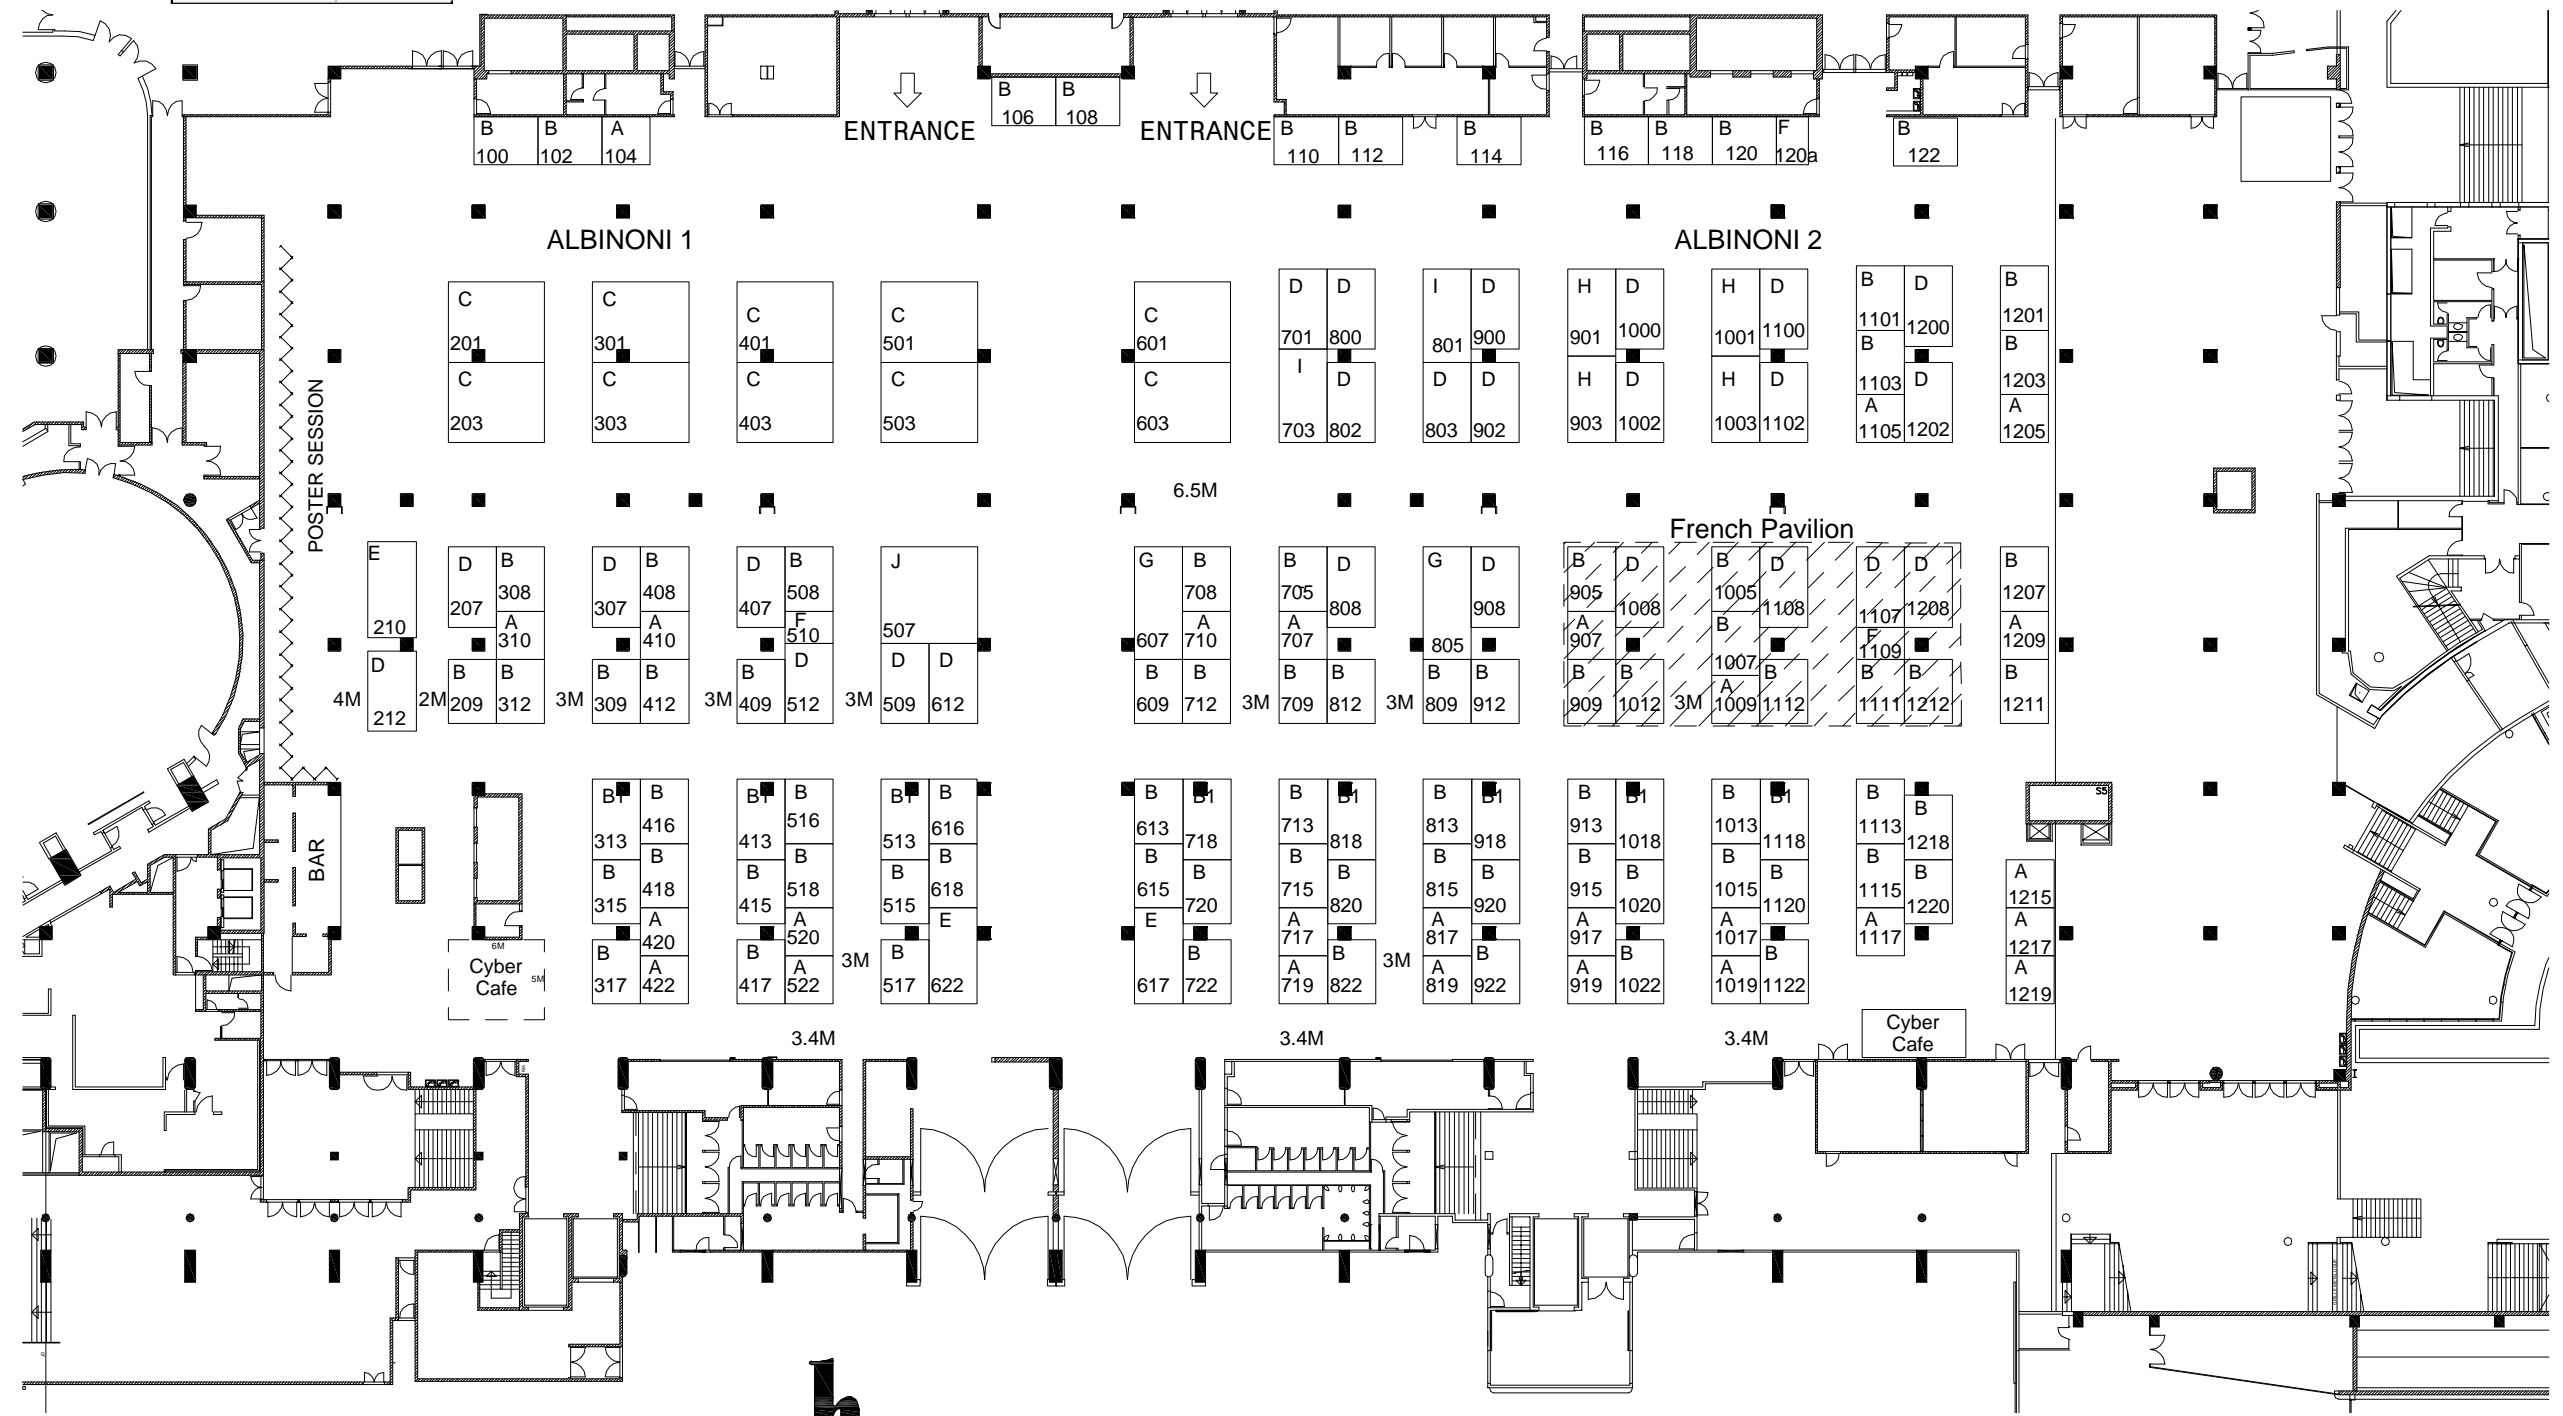 B 106
B 108
ENTRANCE
ENTRANCE
B 100
B 102
A 104
B 110
B 112
B 114
B 116
B 118
B 120
F 120a
B 122
ALBINONI 1
ALBINONI 2
C 201
C 301
C 401
C 501
C 601
D 701
D 800
I 801
D 900
H 901
D 1000
H 1001
D 1100
B 1101
D 1200
B 1201
C 203
C 303
C 403
C 503
C 603
I 703
D 802
D 803
D 902
H 903
D 1002
H 1003
D 1102
B 1103
A 1105
D 1202
B 1203
A 1205
POSTER SESSION
6.5M
French Pavilion
E 210
D 207
B 308
D 307
B 408
D 407
B 508
J 507
G 607
B 708
B 705
D 808
G 805
D 908
B 905
D 1008
B 1005
D 1108
D 1107
D 1208
B 1207
A 310
A 410
F 510
A 710
A 707
A 907
B 1007
F 1109
A 1209
4M
D 212
2M
B 209
B 312
3M
B 309
B 412
3M
B 409
D 512
3M
D 509
D 612
B 609
B 712
3M
B 709
B 812
3M
B 809
B 912
B 909
B 1012
3M
A 1009
B 1112
B 1111
B 1212
B 1211
BAR
B1 313
B 416
B1 413
B 516
B1 513
B 616
B 613
B1 718
B 713
B1 818
B 813
B1 918
B 913
B1 1018
B 1013
B1 1118
B 1113
B 1218
S5
B 315
B 418
B 415
B 518
B 515
B 618
B 615
B 720
B 715
B 820
B 815
B 920
B 915
B 1020
B 1015
B 1120
B 1115
B 1220
A 1215
A 420
A 520
A 717
A 817
A 917
A 1017
A 1117
A 1217
6M
Cyber
Cafe
5M
B 317
A 422
B 417
A 522
3M
B 517
E 622
E 617
B 722
A 719
B 822
3M
A 819
B 922
A 919
B 1022
A 1019
B 1122
A 1219
3.4M
3.4M
3.4M
Cyber
Cafe